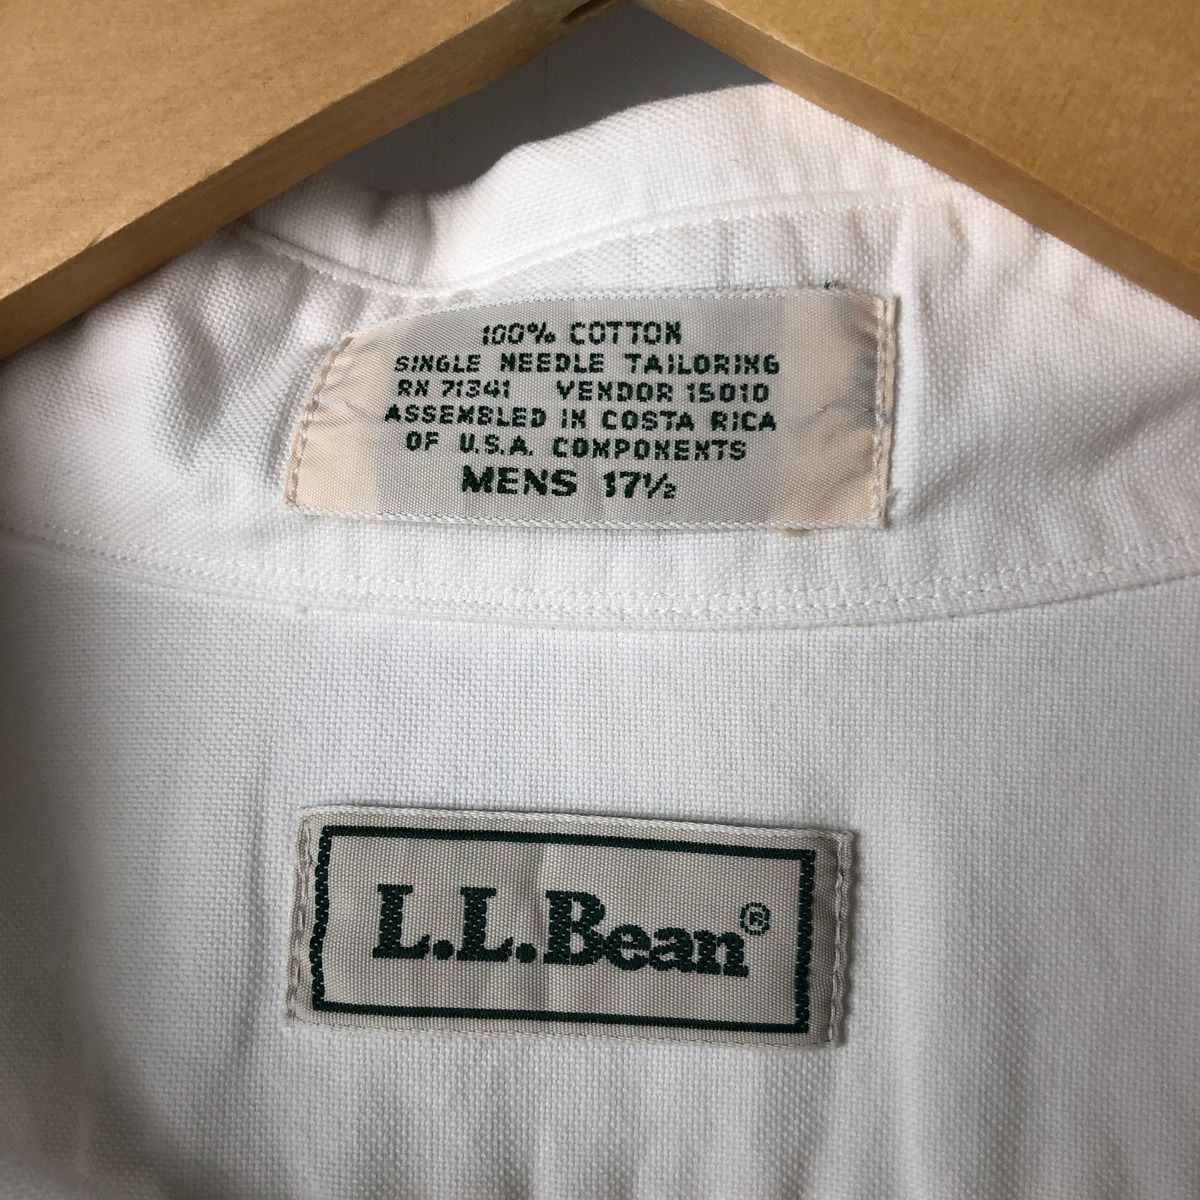 100% COTTON
SINGLE NEEDLE TAILORING
RN 71341 VENDOR 15010
ASSEMBLED IN COSTA RICA
OF U.S.A. COMPONENTS
MENS 17½
L.L.Bean®